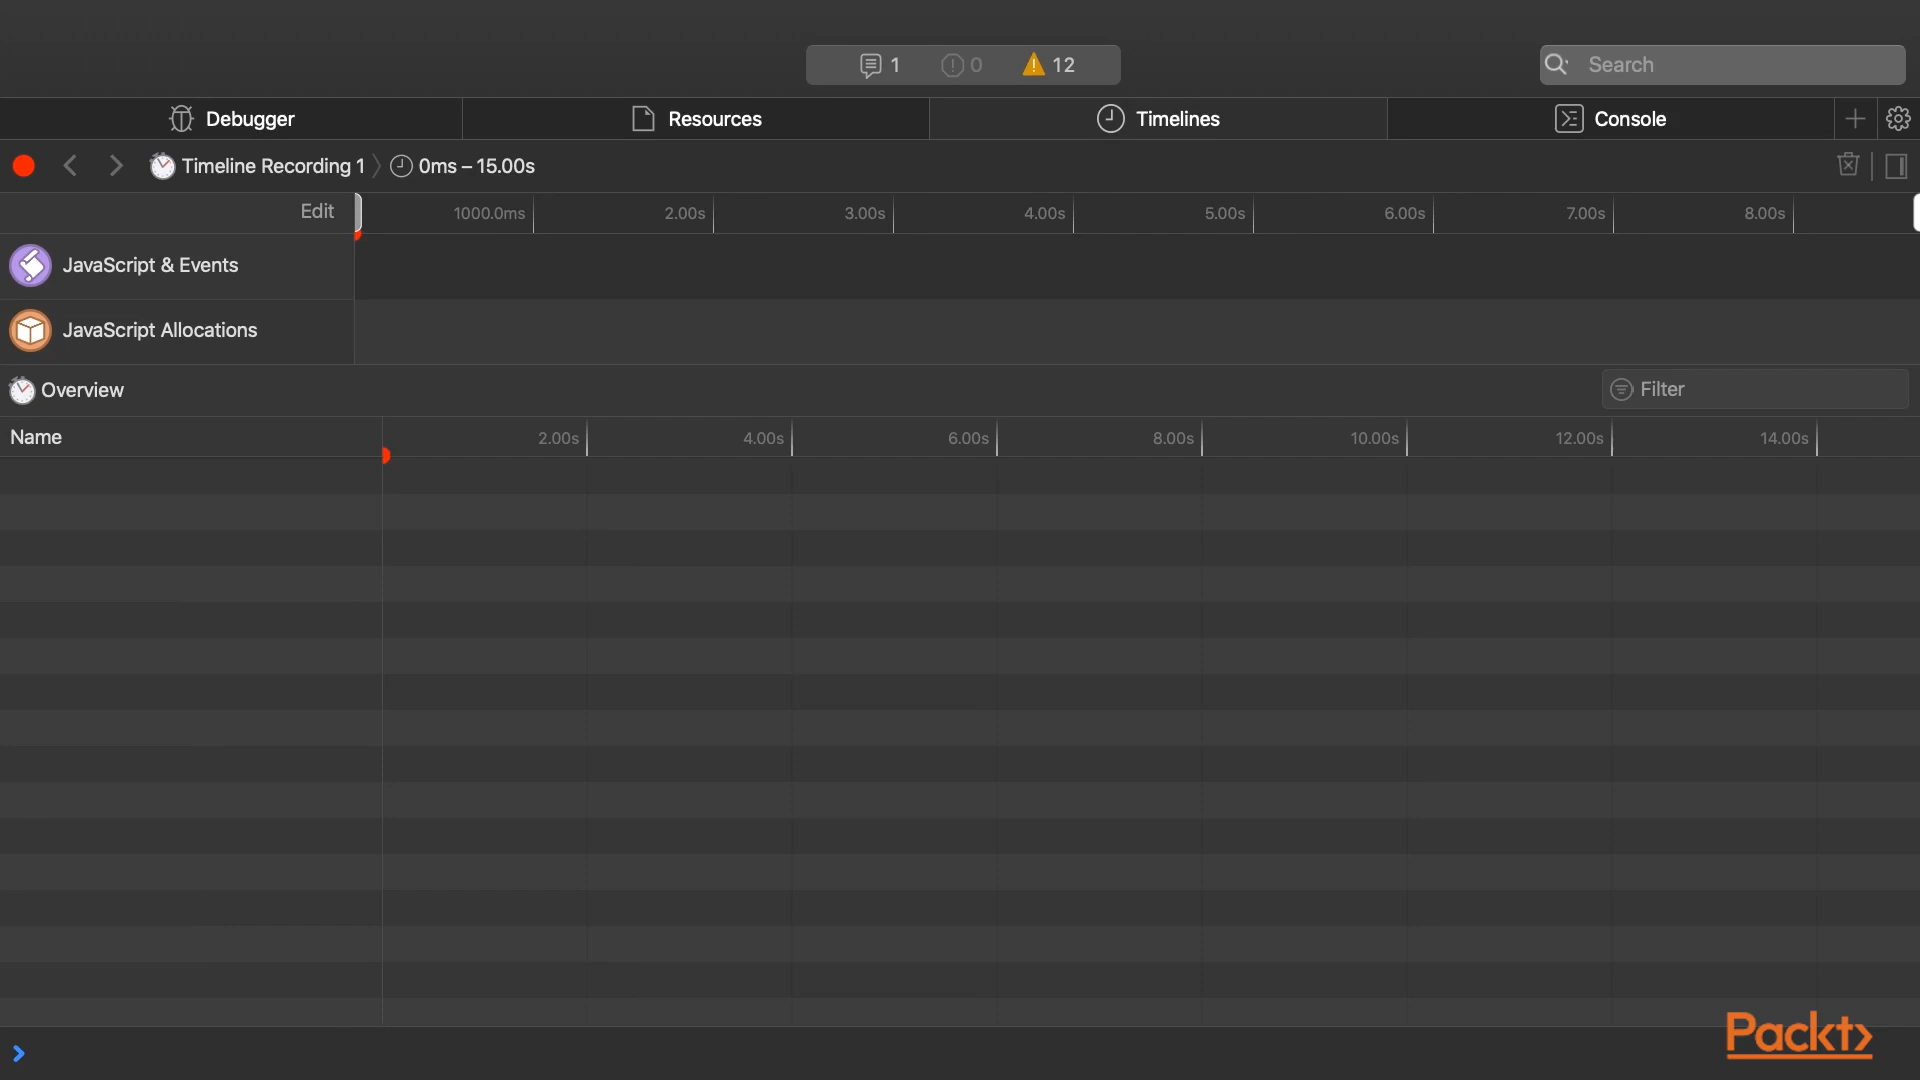 1 0 12
Search
Debugger Resources Timelines Console
Timeline Recording 1 0ms – 15.00s
Edit 1000.0ms 2.00s 3.00s 4.00s 5.00s 6.00s 7.00s 8.00s
JavaScript & Events
JavaScript Allocations
Overview Filter
Name 2.00s 4.00s 6.00s 8.00s 10.00s 12.00s 14.00s
Packt